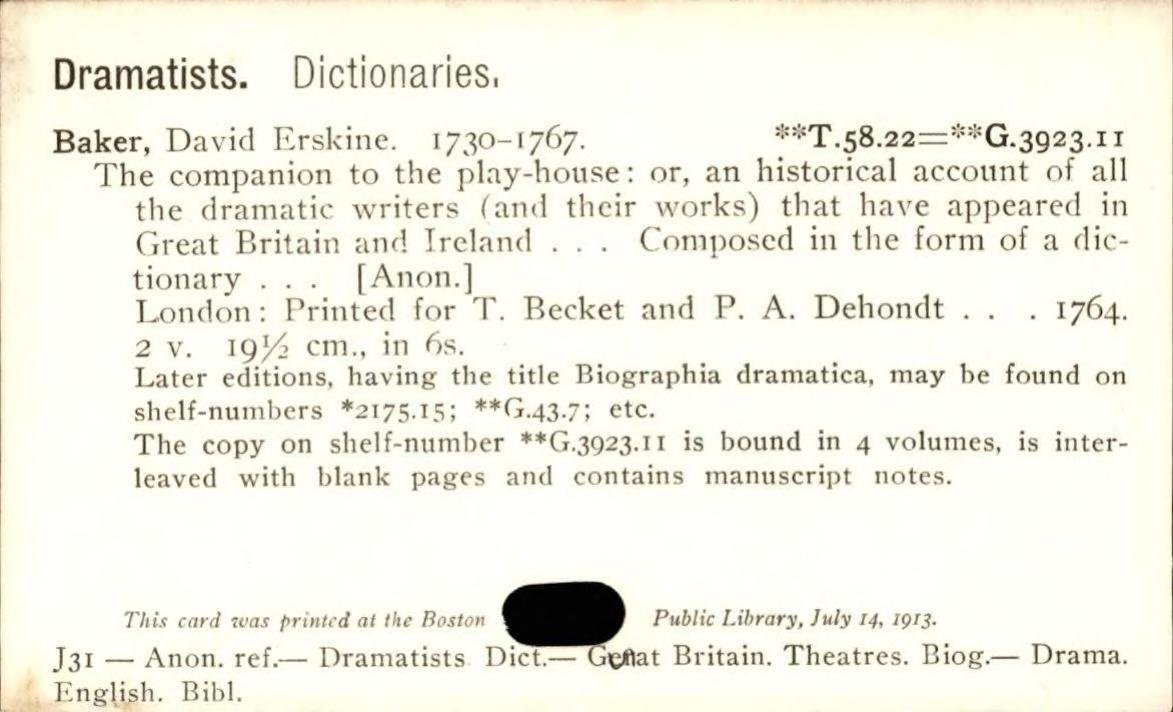 Dramatists. Dictionaries.
Baker, David Erskine. 1730-1767. **T.58.22=**G.3923.11
The companion to the play-house: or, an historical account of all
the dramatic writers (and their works) that have appeared in
Great Britain and Ireland . . . Composed in the form of a dic-
tionary . . . [Anon.]
London: Printed for T. Becket and P. A. Dehondt . . . 1764.
2 v. 19½ cm., in 6s.
Later editions, having the title Biographia dramatica, may be found on
shelf-numbers *2175.15; **G.43.7; etc.
The copy on shelf-number **G.3923.11 is bound in 4 volumes, is inter-
leaved with blank pages and contains manuscript notes.
This card was printed at the Boston Public Library, July 14, 1913.
J31 — Anon. ref.— Dramatists Dict.— Britain. Theatres. Biog.— Drama.
English. Bibl.